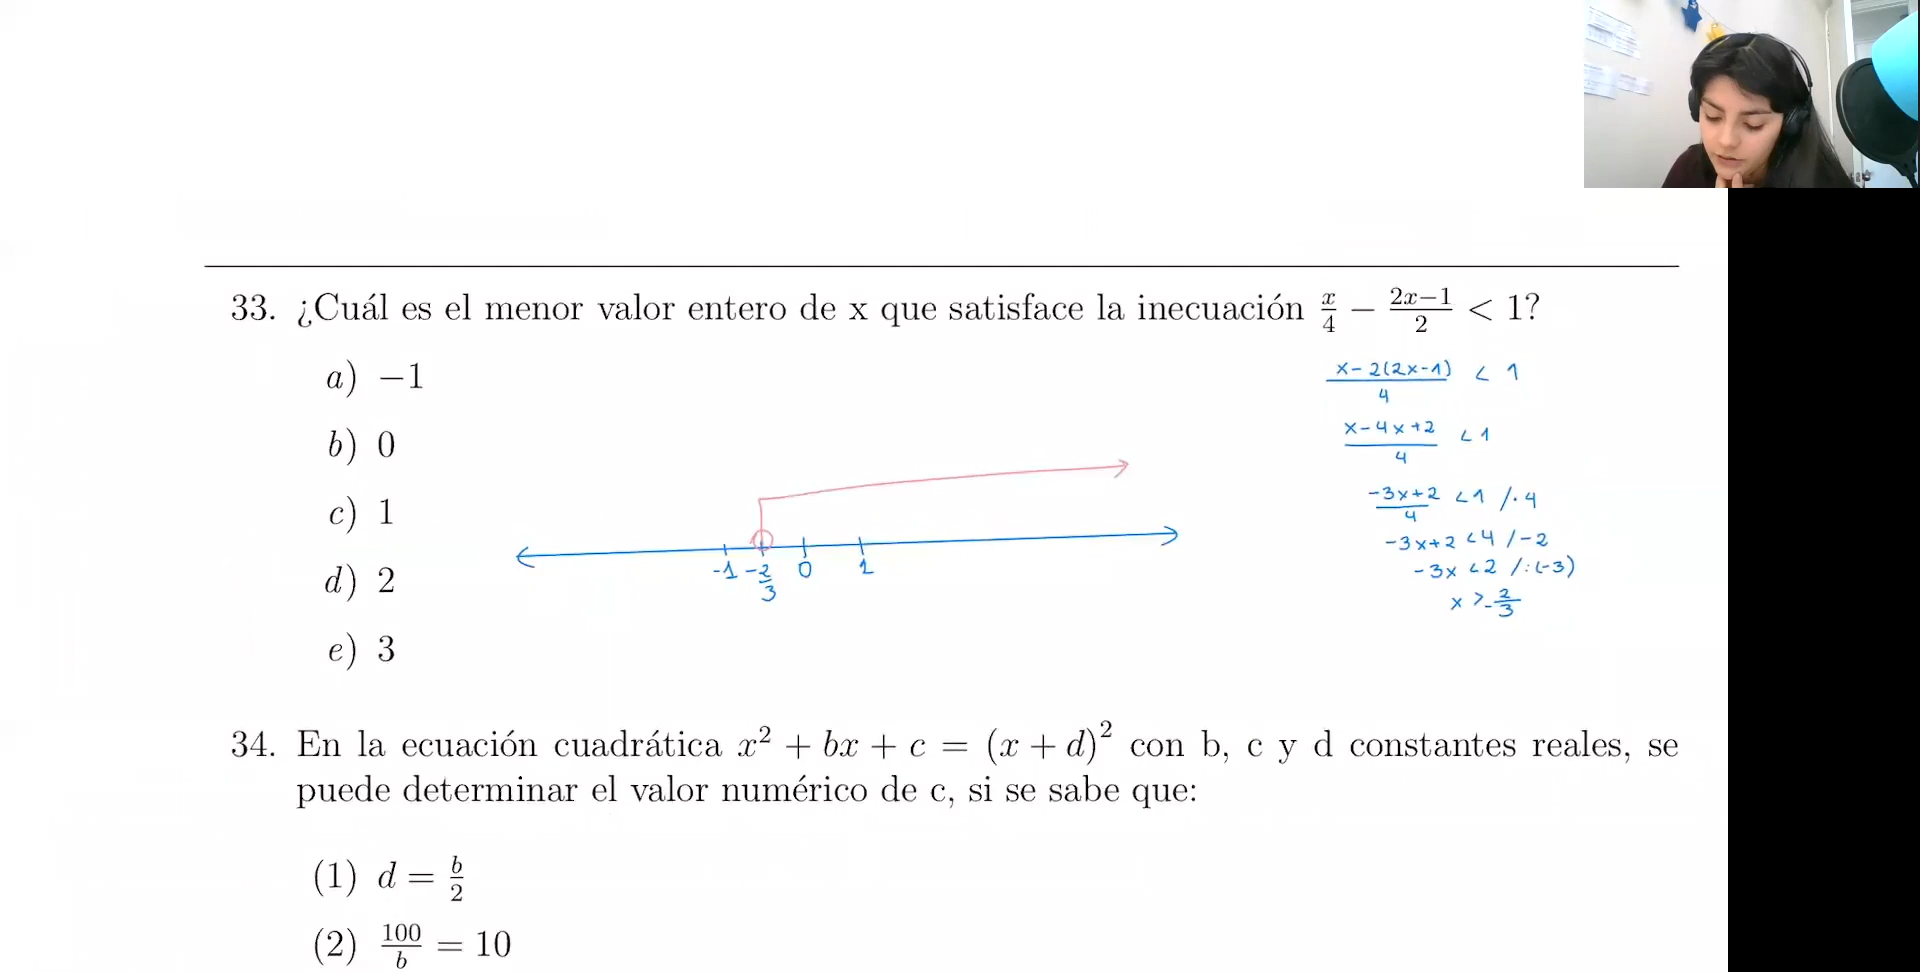 33. ¿Cuál es el menor valor entero de x que satisface la inecuación x/4 − (2x−1)/2 < 1?
a) −1
b) 0
c) 1
d) 2
e) 3
(x-2(2x-1))/4 < 1
(x-4x+2)/4 < 1
(-3x+2)/4 < 1 /·4
-3x+2 < 4 /-2
-3x < 2 /:(-3)
x > -2/3
-1 -2/3 0 1
34. En la ecuación cuadrática x² + bx + c = (x + d)² con b, c y d constantes reales, se
puede determinar el valor numérico de c, si se sabe que:
(1) d = b/2
(2) 100/b = 10